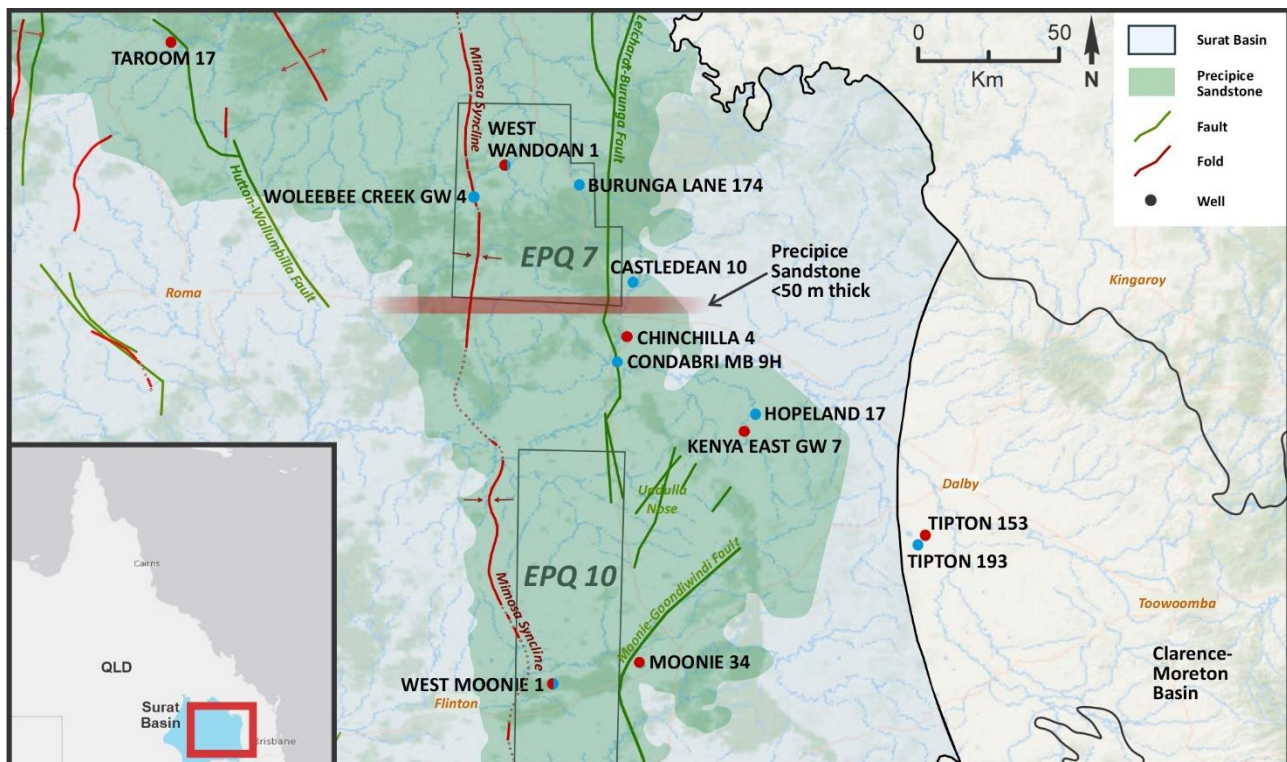 TAROOM 17
Mimosa Syncline
Leichardt-Burunga Fault
0
50
Km
N
Surat Basin
Precipice
Sandstone
Fault
Fold
Well
WEST
WANDOAN 1
WOLEEBEE CREEK GW 4
BURUNGA LANE 174
Hutton-Wallumbilla Fault
EPQ 7
CASTLEDEAN 10
Precipice
Sandstone
<50 m thick
Roma
Kingaroy
CHINCHILLA 4
CONDABRI MB 9H
HOPELAND 17
KENYA EAST GW 7
Undulla
Nose
Dalby
TIPTON 153
TIPTON 193
EPQ 10
Mimosa Syncline
Moonie-Goondiwindi Fault
Toowoomba
MOONIE 34
WEST MOONIE 1
Flinton
Clarence-
Moreton
Basin
Cairns
QLD
Surat
Basin
Brisbane